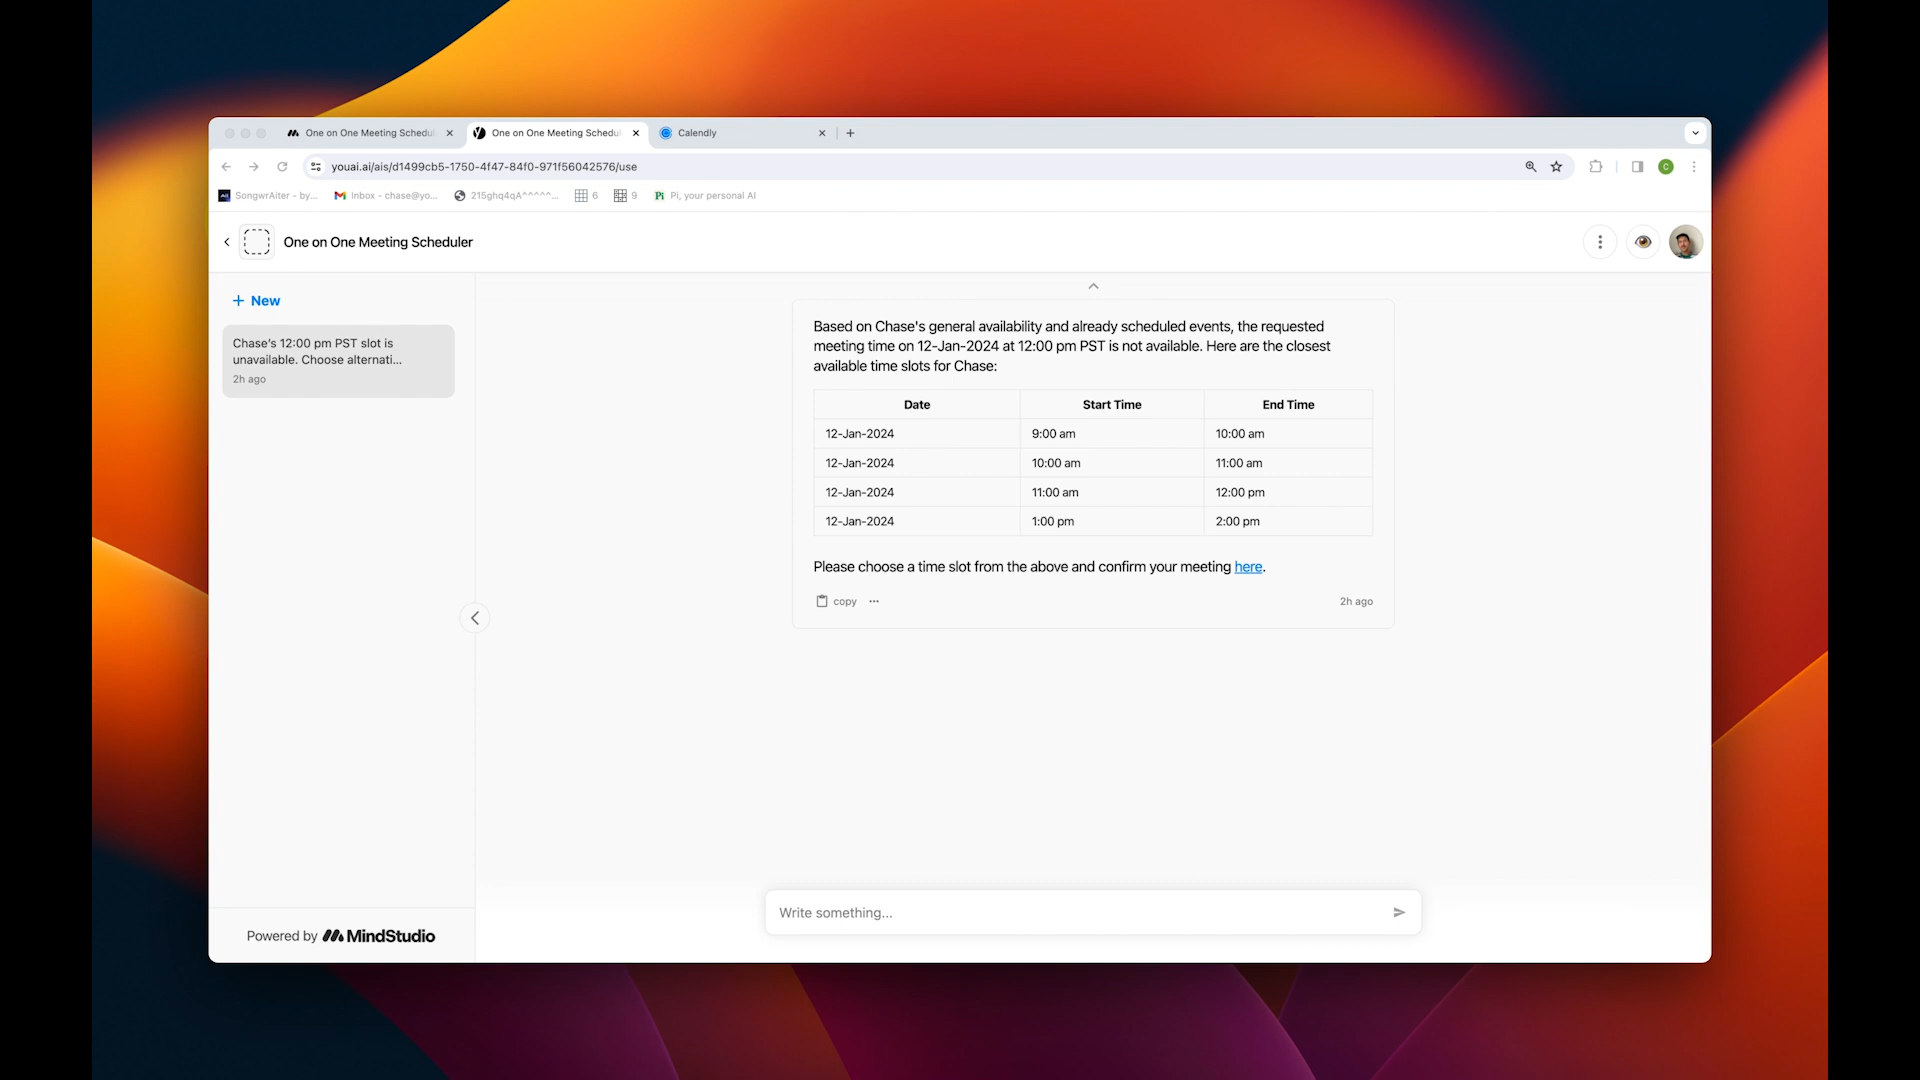 One on One Meeting Schedul
One on One Meeting Schedul
Calendly
youai.ai/ais/d1499cb5-1750-4f47-84f0-971f56042576/use
SongwrAiter - by...
Inbox - chase@yo...
215ghq4qA^^^^^...
6
9
Pi, your personal AI
One on One Meeting Scheduler
+ New
Chase's 12:00 pm PST slot is
unavailable. Choose alternati...
2h ago
Based on Chase's general availability and already scheduled events, the requested
meeting time on 12-Jan-2024 at 12:00 pm PST is not available. Here are the closest
available time slots for Chase:
Date Start Time End Time
12-Jan-2024 9:00 am 10:00 am
12-Jan-2024 10:00 am 11:00 am
12-Jan-2024 11:00 am 12:00 pm
12-Jan-2024 1:00 pm 2:00 pm
Please choose a time slot from the above and confirm your meeting here.
copy ... 2h ago
Write something...
Powered by MindStudio